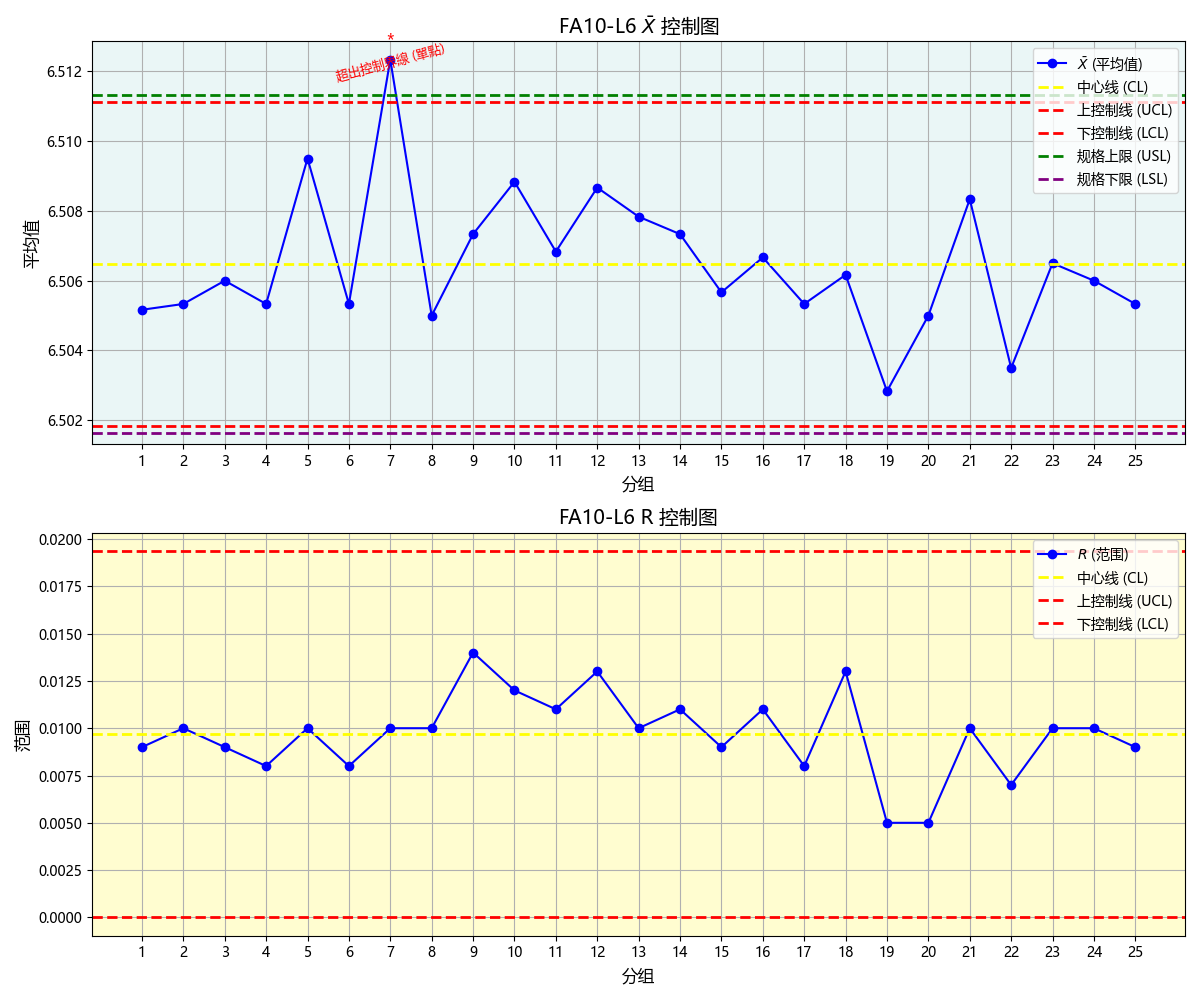 FA10-L6 X̄ 控制图
*
超出控制界線 (單點)
X̄ (平均值)
中心线 (CL)
上控制线 (UCL)
下控制线 (LCL)
规格上限 (USL)
规格下限 (LSL)
平均值
6.512
6.510
6.508
6.506
6.504
6.502
1 2 3 4 5 6 7 8 9 10 11 12 13 14 15 16 17 18 19 20 21 22 23 24 25
分组
FA10-L6 R 控制图
R (范围)
中心线 (CL)
上控制线 (UCL)
下控制线 (LCL)
范围
0.0200
0.0175
0.0150
0.0125
0.0100
0.0075
0.0050
0.0025
0.0000
1 2 3 4 5 6 7 8 9 10 11 12 13 14 15 16 17 18 19 20 21 22 23 24 25
分组